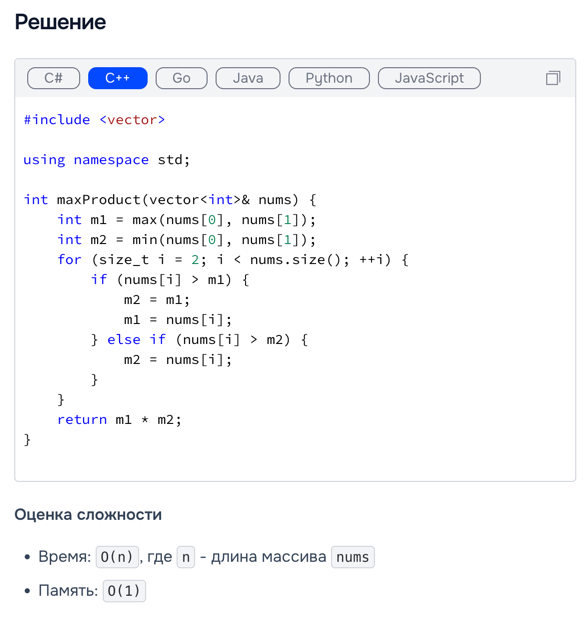 Решение
C# C++ Go Java Python JavaScript
#include <vector>
using namespace std;
int maxProduct(vector<int>& nums) {
    int m1 = max(nums[0], nums[1]);
    int m2 = min(nums[0], nums[1]);
    for (size_t i = 2; i < nums.size(); ++i) {
        if (nums[i] > m1) {
            m2 = m1;
            m1 = nums[i];
        } else if (nums[i] > m2) {
            m2 = nums[i];
        }
    }
    return m1 * m2;
}
Оценка сложности
• Время: O(n), где n - длина массива nums
• Память: O(1)